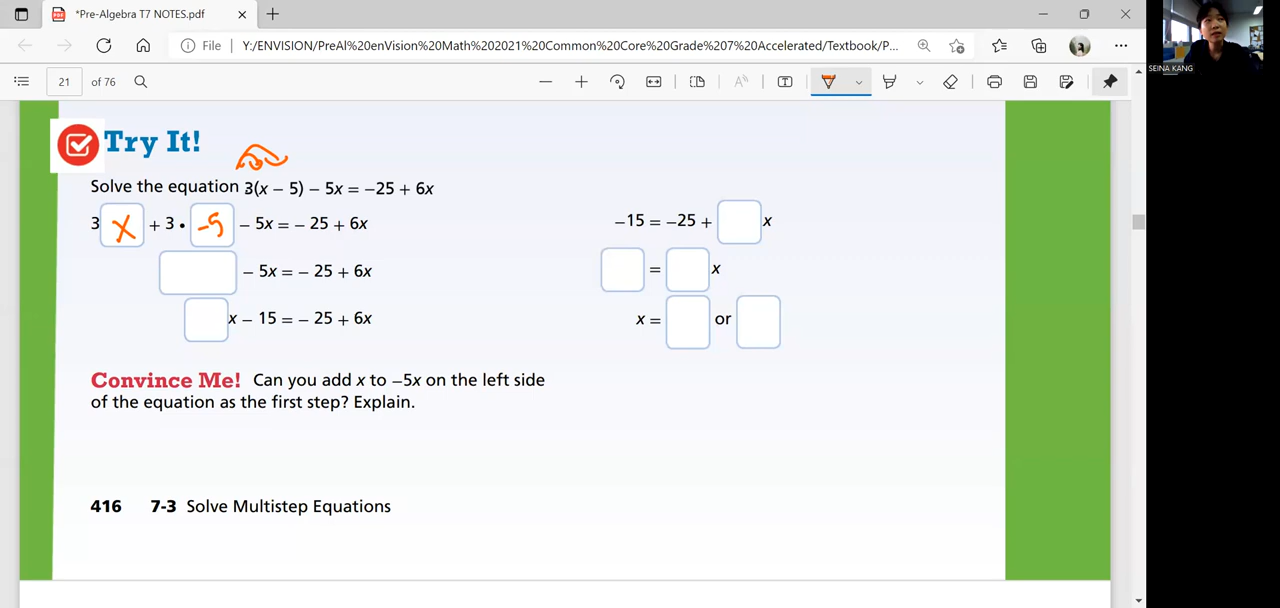 *Pre-Algebra T7 NOTES.pdf
File Y:/ENVISION/PreAl%20enVision%20Math%202021%20Common%20Core%20Grade%207%20Accelerated/Textbook/P...
21 of 76
SEINA KANG
Try It!
Solve the equation 3(x – 5) – 5x = –25 + 6x
3 x + 3 • -5 – 5x = – 25 + 6x
– 5x = – 25 + 6x
x – 15 = – 25 + 6x
–15 = –25 + x
= x
x = or
Convince Me! Can you add x to –5x on the left side
of the equation as the first step? Explain.
416 7-3 Solve Multistep Equations